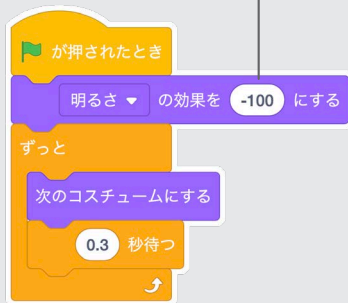 が押されたとき
明るさ の効果を -100 にする
ずっと
次のコスチュームにする
0.3 秒待つ